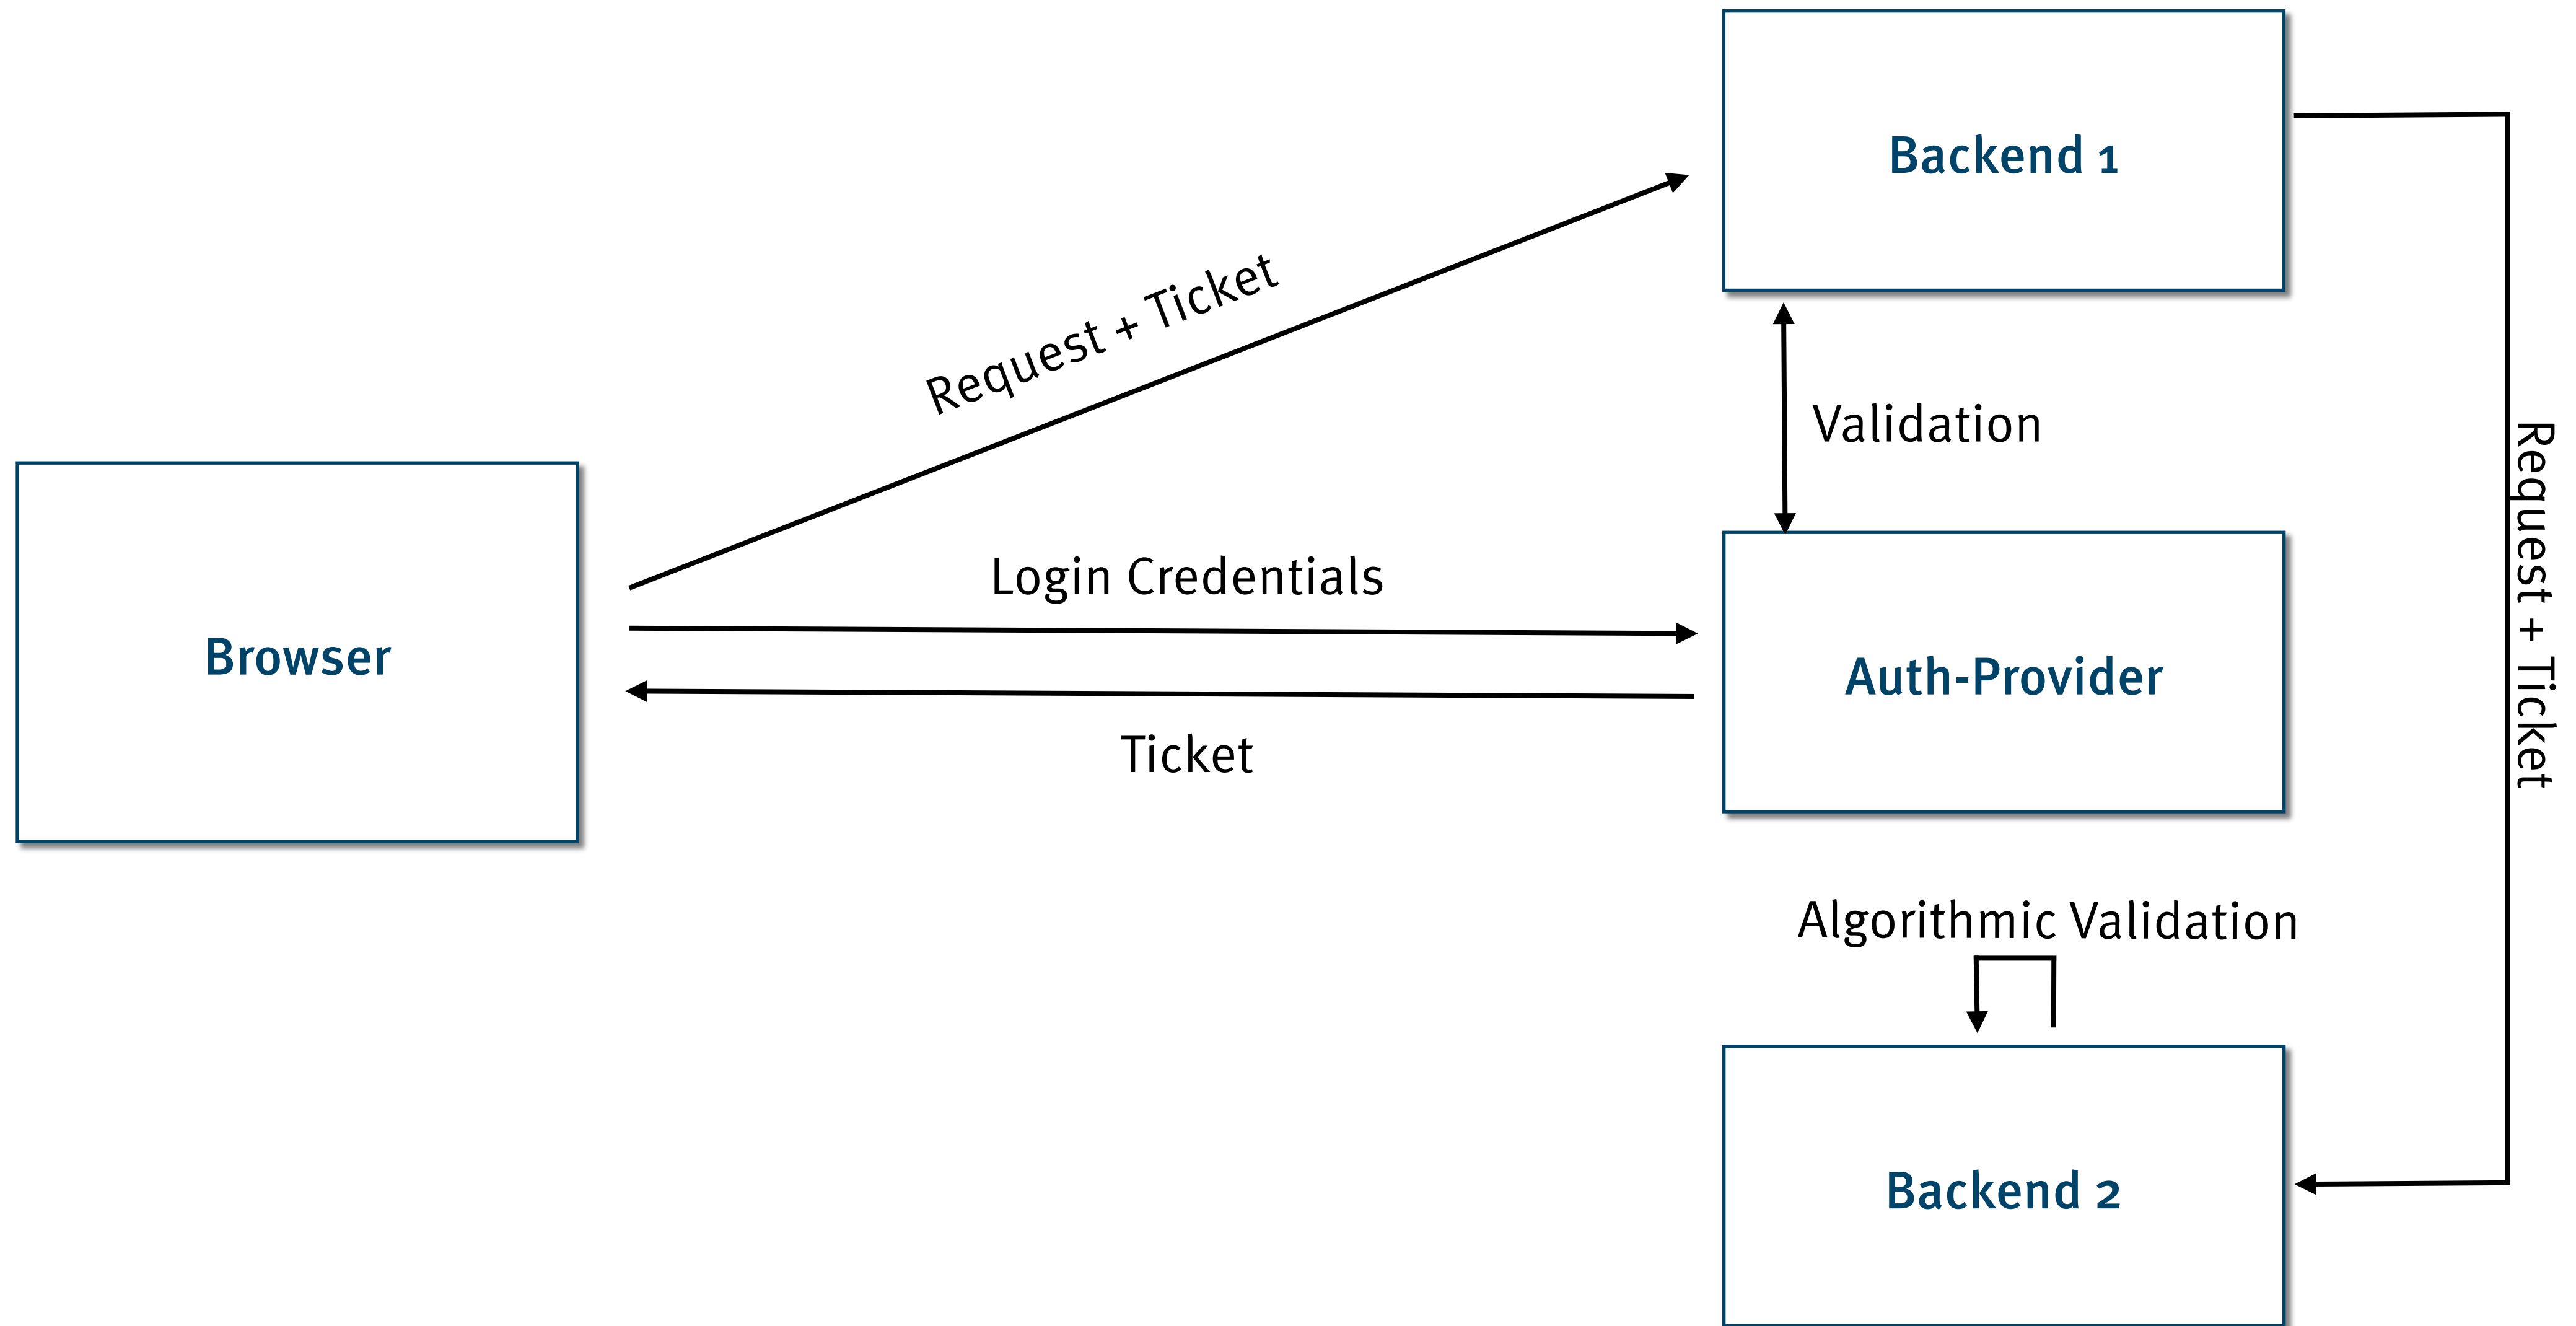 Backend 1
Request + Ticket
Validation
Request + Ticket
Login Credentials
Browser
Auth-Provider
Ticket
Algorithmic Validation
Backend 2